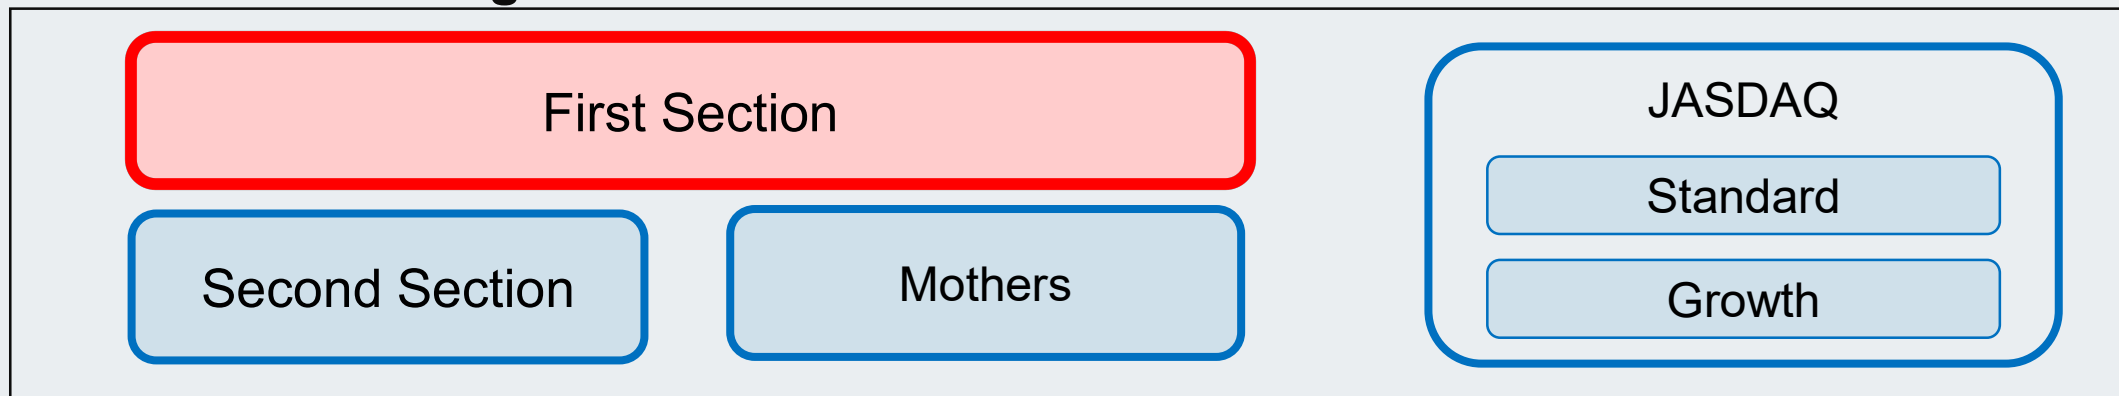 First Section
Second Section
Mothers
JASDAQ
Standard
Growth